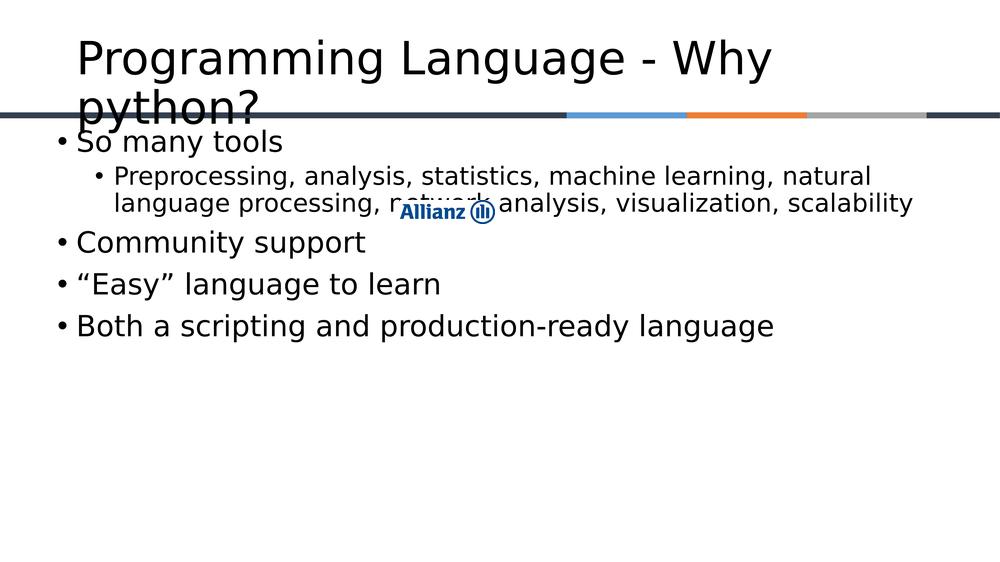 Programming Language - Why
python?
• So many tools
• Preprocessing, analysis, statistics, machine learning, natural
language processing, network analysis, visualization, scalability
Allianz
• Community support
• “Easy” language to learn
• Both a scripting and production-ready language